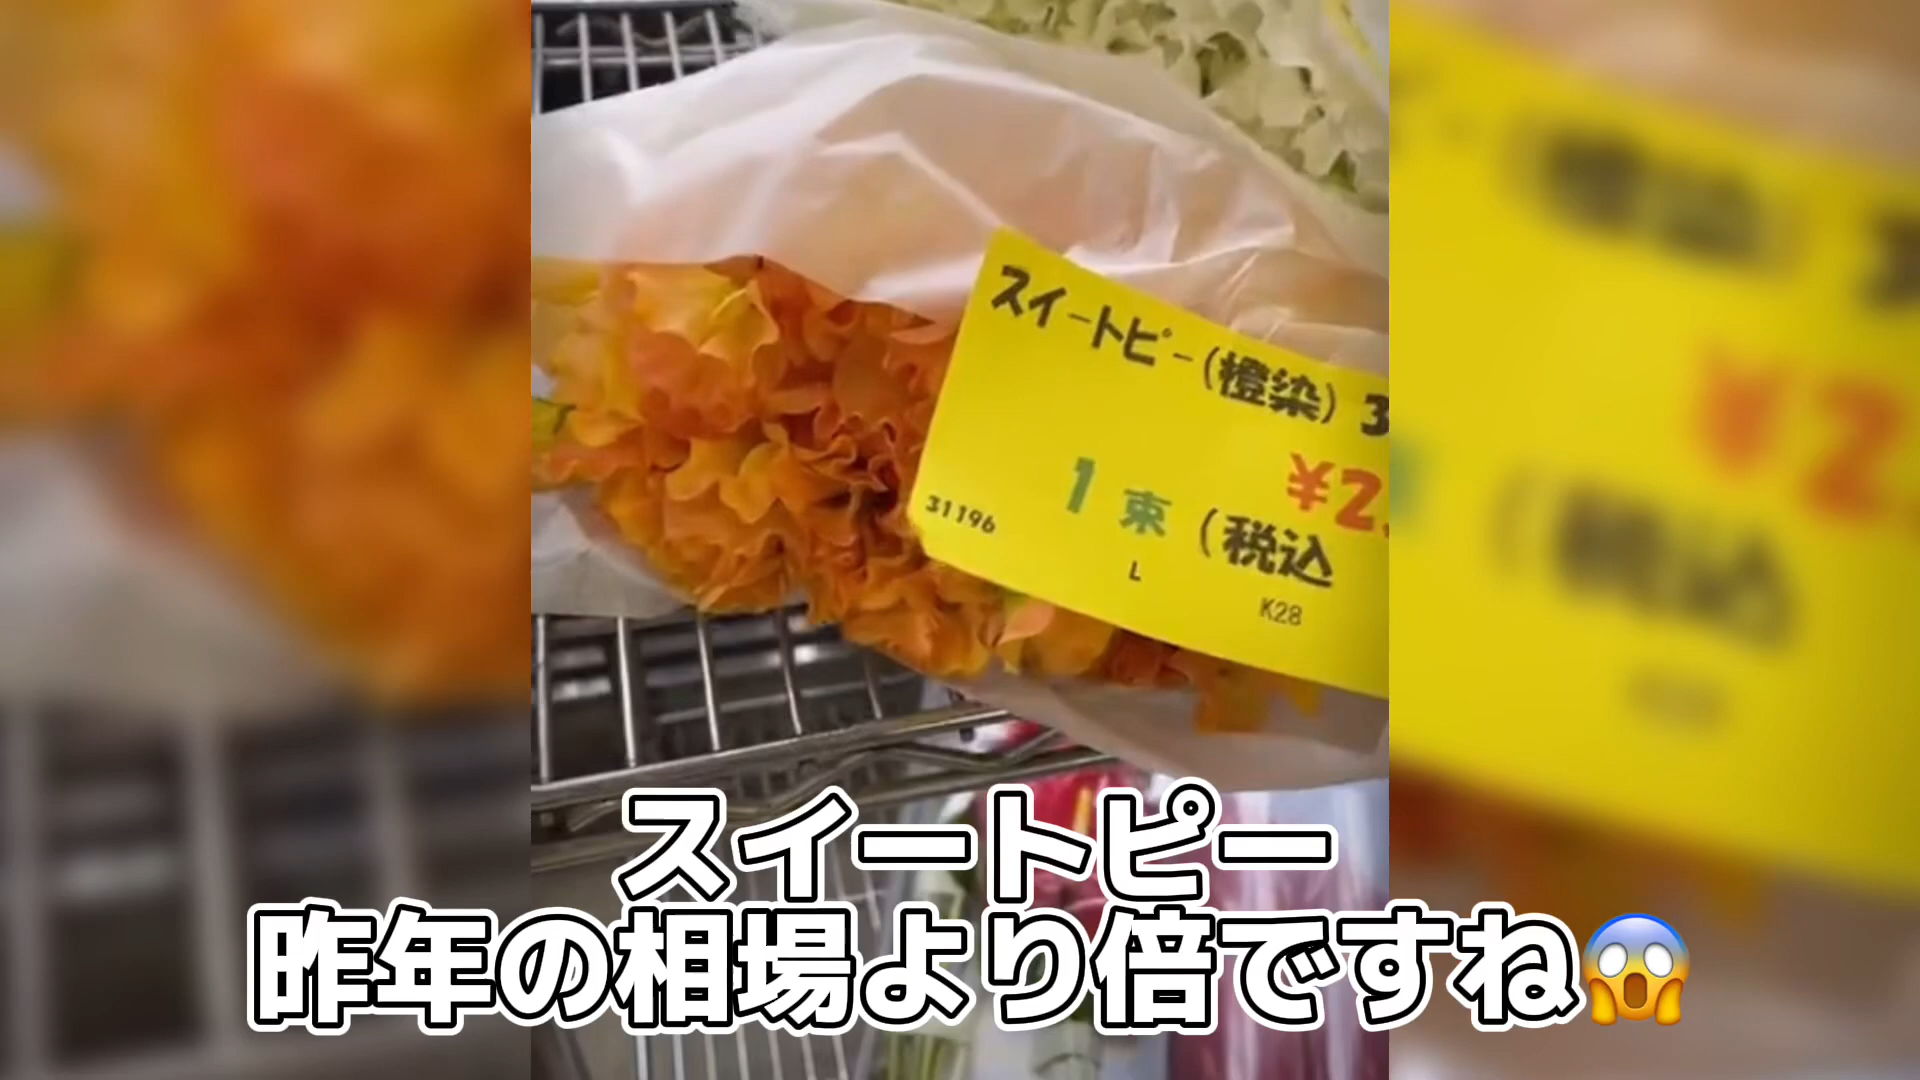 スイートピー(橙染) 3
¥2.
1 束 (税込
31196
L
K28
スイートピー
昨年の相場より倍ですね😱